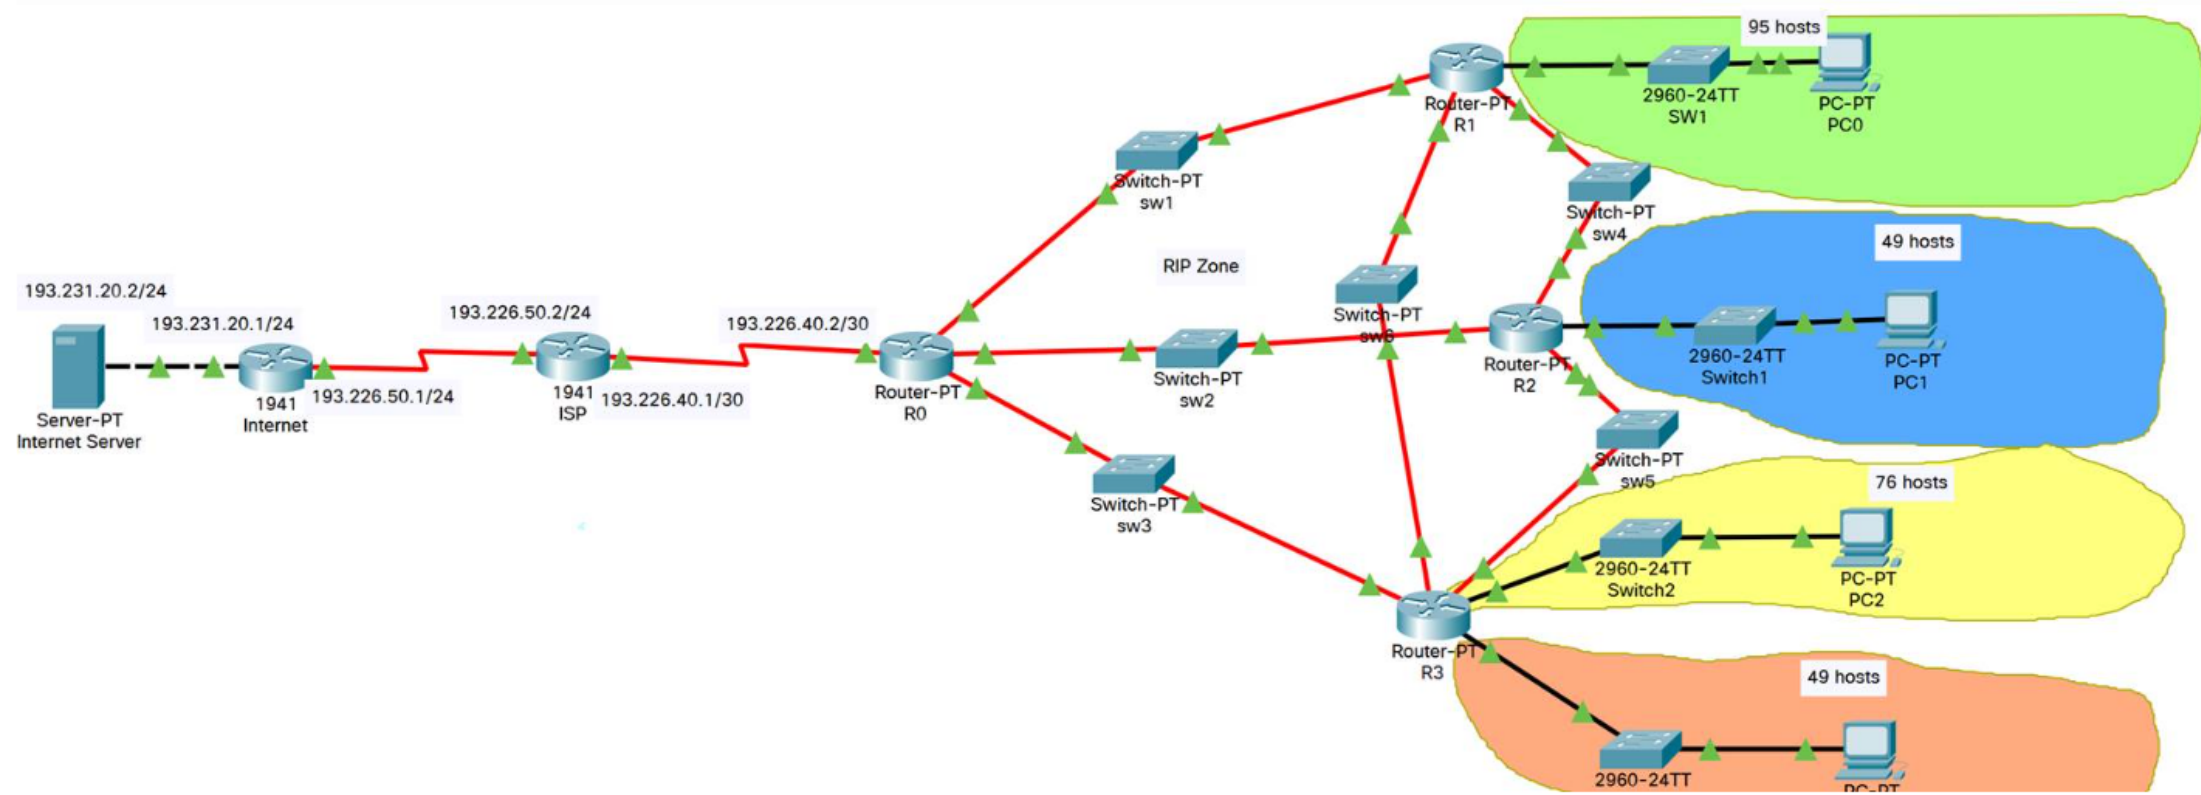 95 hosts
2960-24TT
SW1
PC-PT
PC0
Router-PT
R1
Switch-PT
sw1
Switch-PT
sw4
49 hosts
RIP Zone
193.231.20.2/24
193.231.20.1/24
193.226.50.2/24
193.226.40.2/30
Switch-PT
sw6
2960-24TT
Switch1
PC-PT
PC1
Router-PT
R2
Server-PT
Internet Server
1941
Internet
193.226.50.1/24
1941
ISP
193.226.40.1/30
Router-PT
R0
Switch-PT
sw2
Switch-PT
sw5
76 hosts
Switch-PT
sw3
2960-24TT
Switch2
PC-PT
PC2
Router-PT
R3
49 hosts
2960-24TT
PC-PT